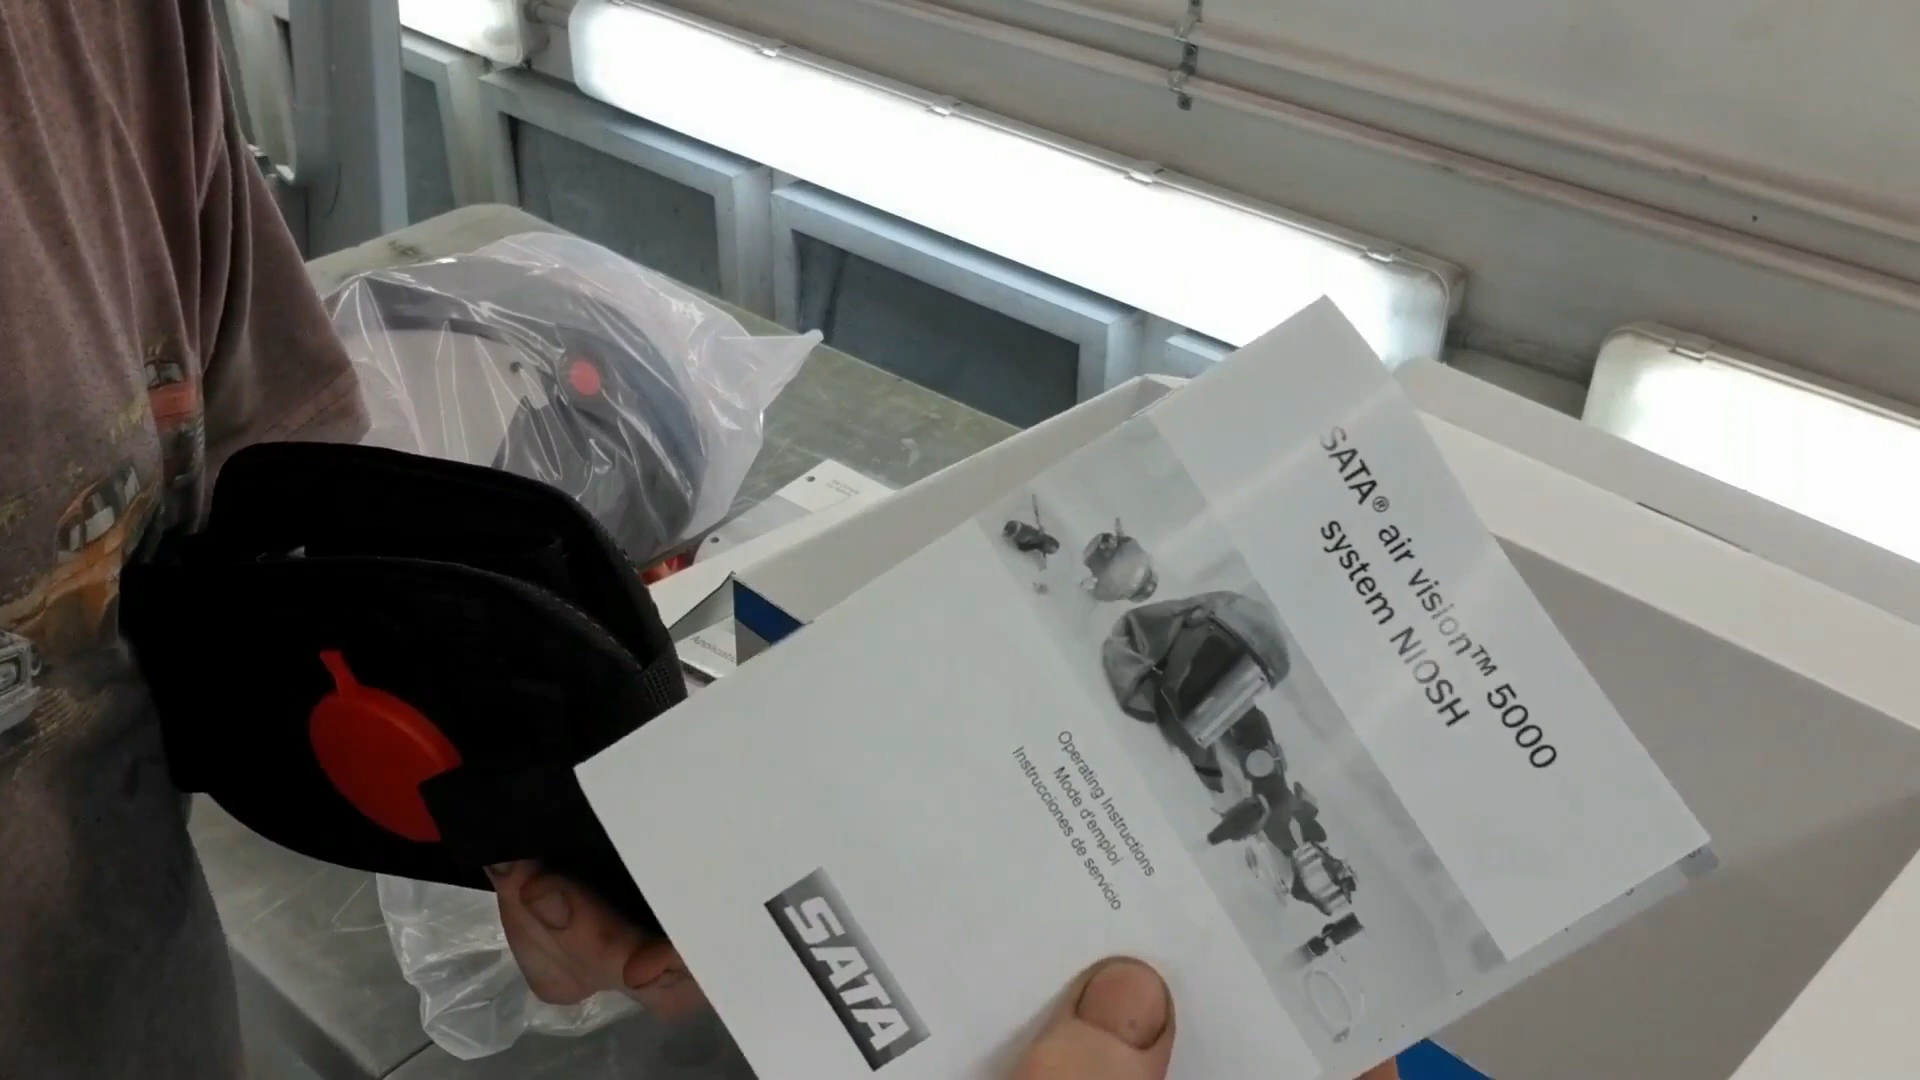 SATA® air vision™ 5000
system NIOSH
Operating Instructions
Mode d'emploi
Instrucciones de servicio
SATA